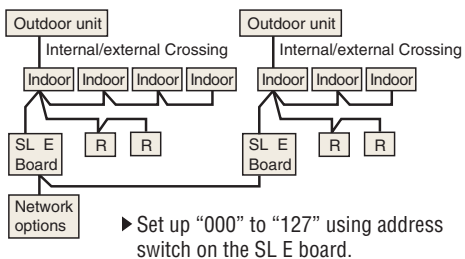 Outdoor unit
Outdoor unit
Internal/external Crossing
Internal/external Crossing
Indoor Indoor Indoor Indoor
Indoor Indoor Indoor
SL E
Board
R R
SL E
Board
R R
Network
options
▶ Set up “000” to “127” using address
switch on the SL E board.